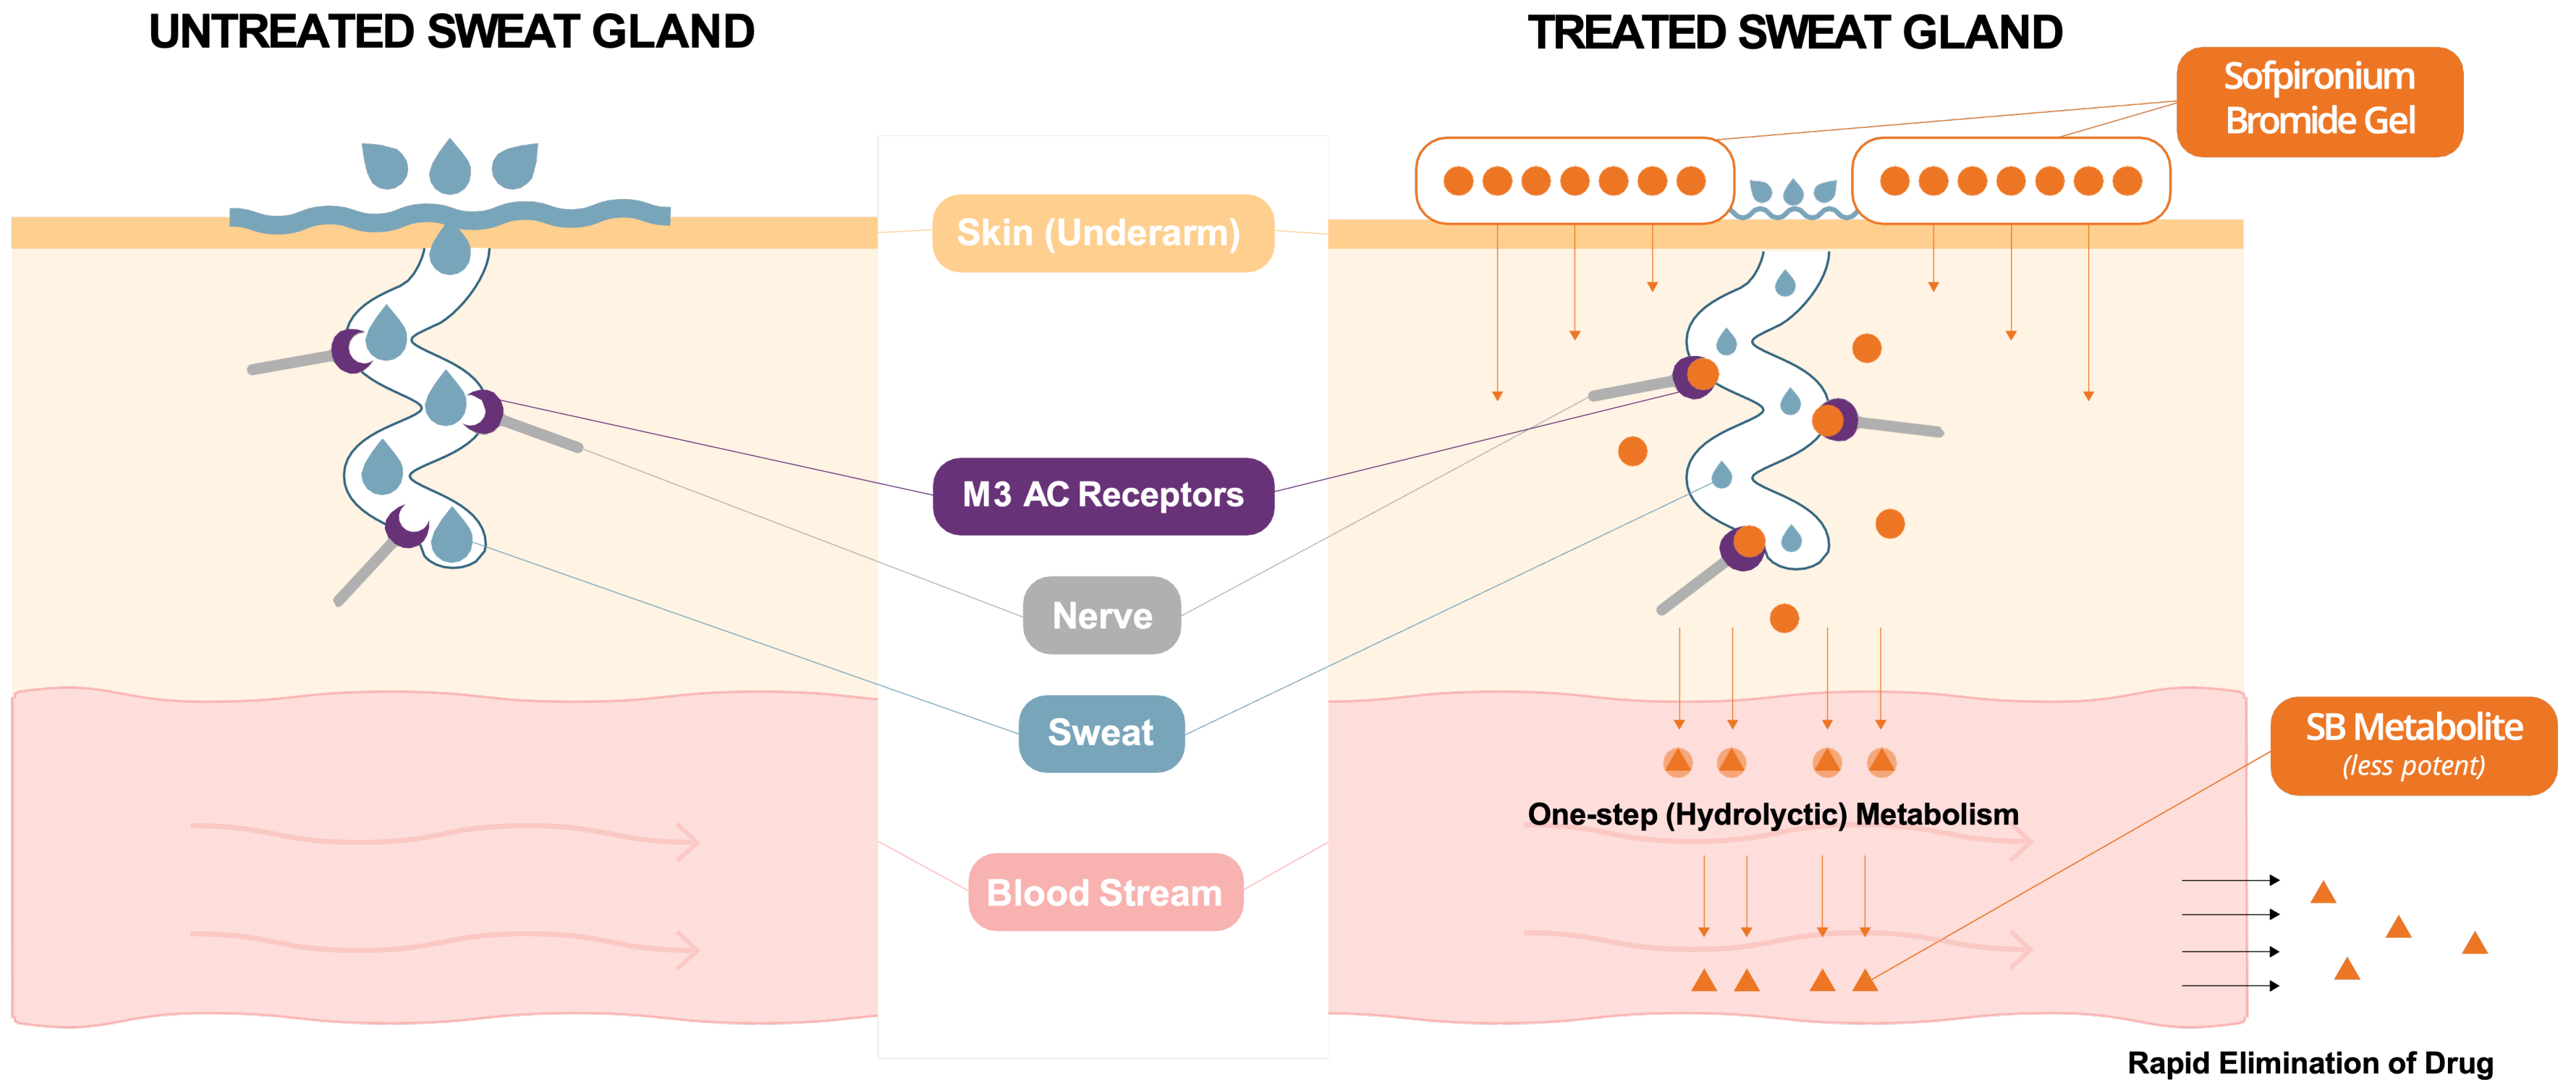 UNTREATED SWEAT GLAND
TREATED SWEAT GLAND
Sofpironium
Bromide Gel
Skin (Underarm)
M3 AC Receptors
Nerve
Sweat
Blood Stream
SB Metabolite
(less potent)
One-step (Hydrolyctic) Metabolism
Rapid Elimination of Drug